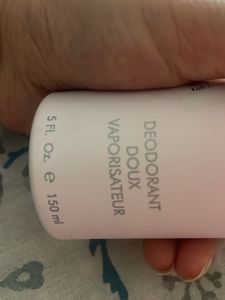 DEODORANT
DOUX
VAPORISATEUR
5 Fl. Oz. e 150 ml